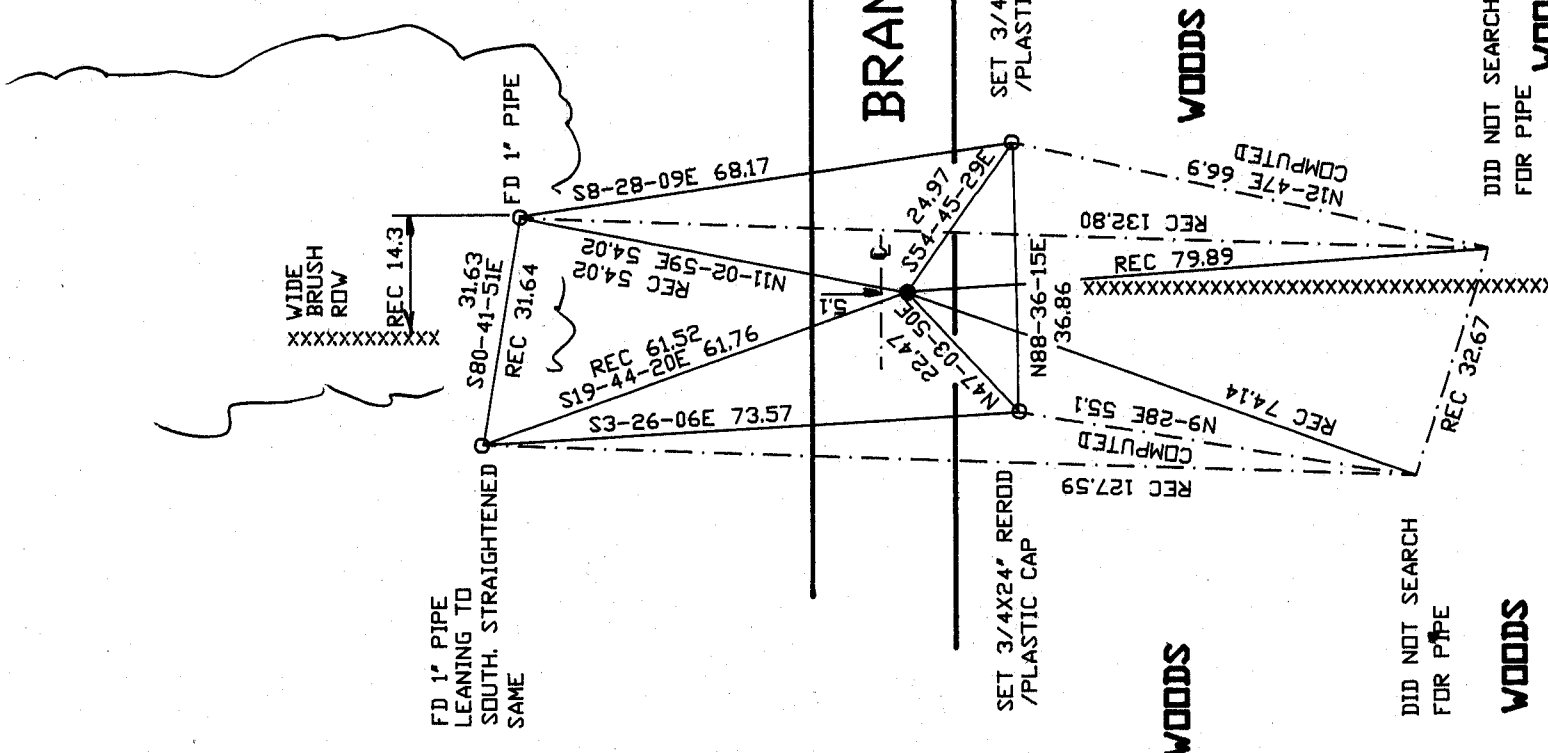 WIDE
BRUSH
ROW
REC 14.3
FD 1" PIPE
FD 1" PIPE
LEANING TO
SOUTH. STRAIGHTENED
SAME
31.63
S80-41-51E
REC 31.64
S8-28-09E 68.17
N11-02-59E 54.02
REC 54.02
REC 61.52
S19-44-20E 61.76
S3-26-06E 73.57
5.1
℄
24.97
S54-45-29E
N47-03-50E
22.47
N88-36-15E
36.86
BRAN
SET 3/4
/PLASTI
WOODS
N12-47E 66.9
COMPUTED
REC 132.80
REC 79.89
XXXXXXXXXXXXX
XXXXXXXXXXXXXXXXXXXXXXXXXXXXXXXXXXXXXXXX
REC 74.14
N9-28E 55.1
COMPUTED
REC 127.59
REC 32.67
SET 3/4X24" REROD
/PLASTIC CAP
WOODS
DID NOT SEARCH
FOR PIPE
WOODS
DID NOT SEARCH
FOR PIPE
WOO